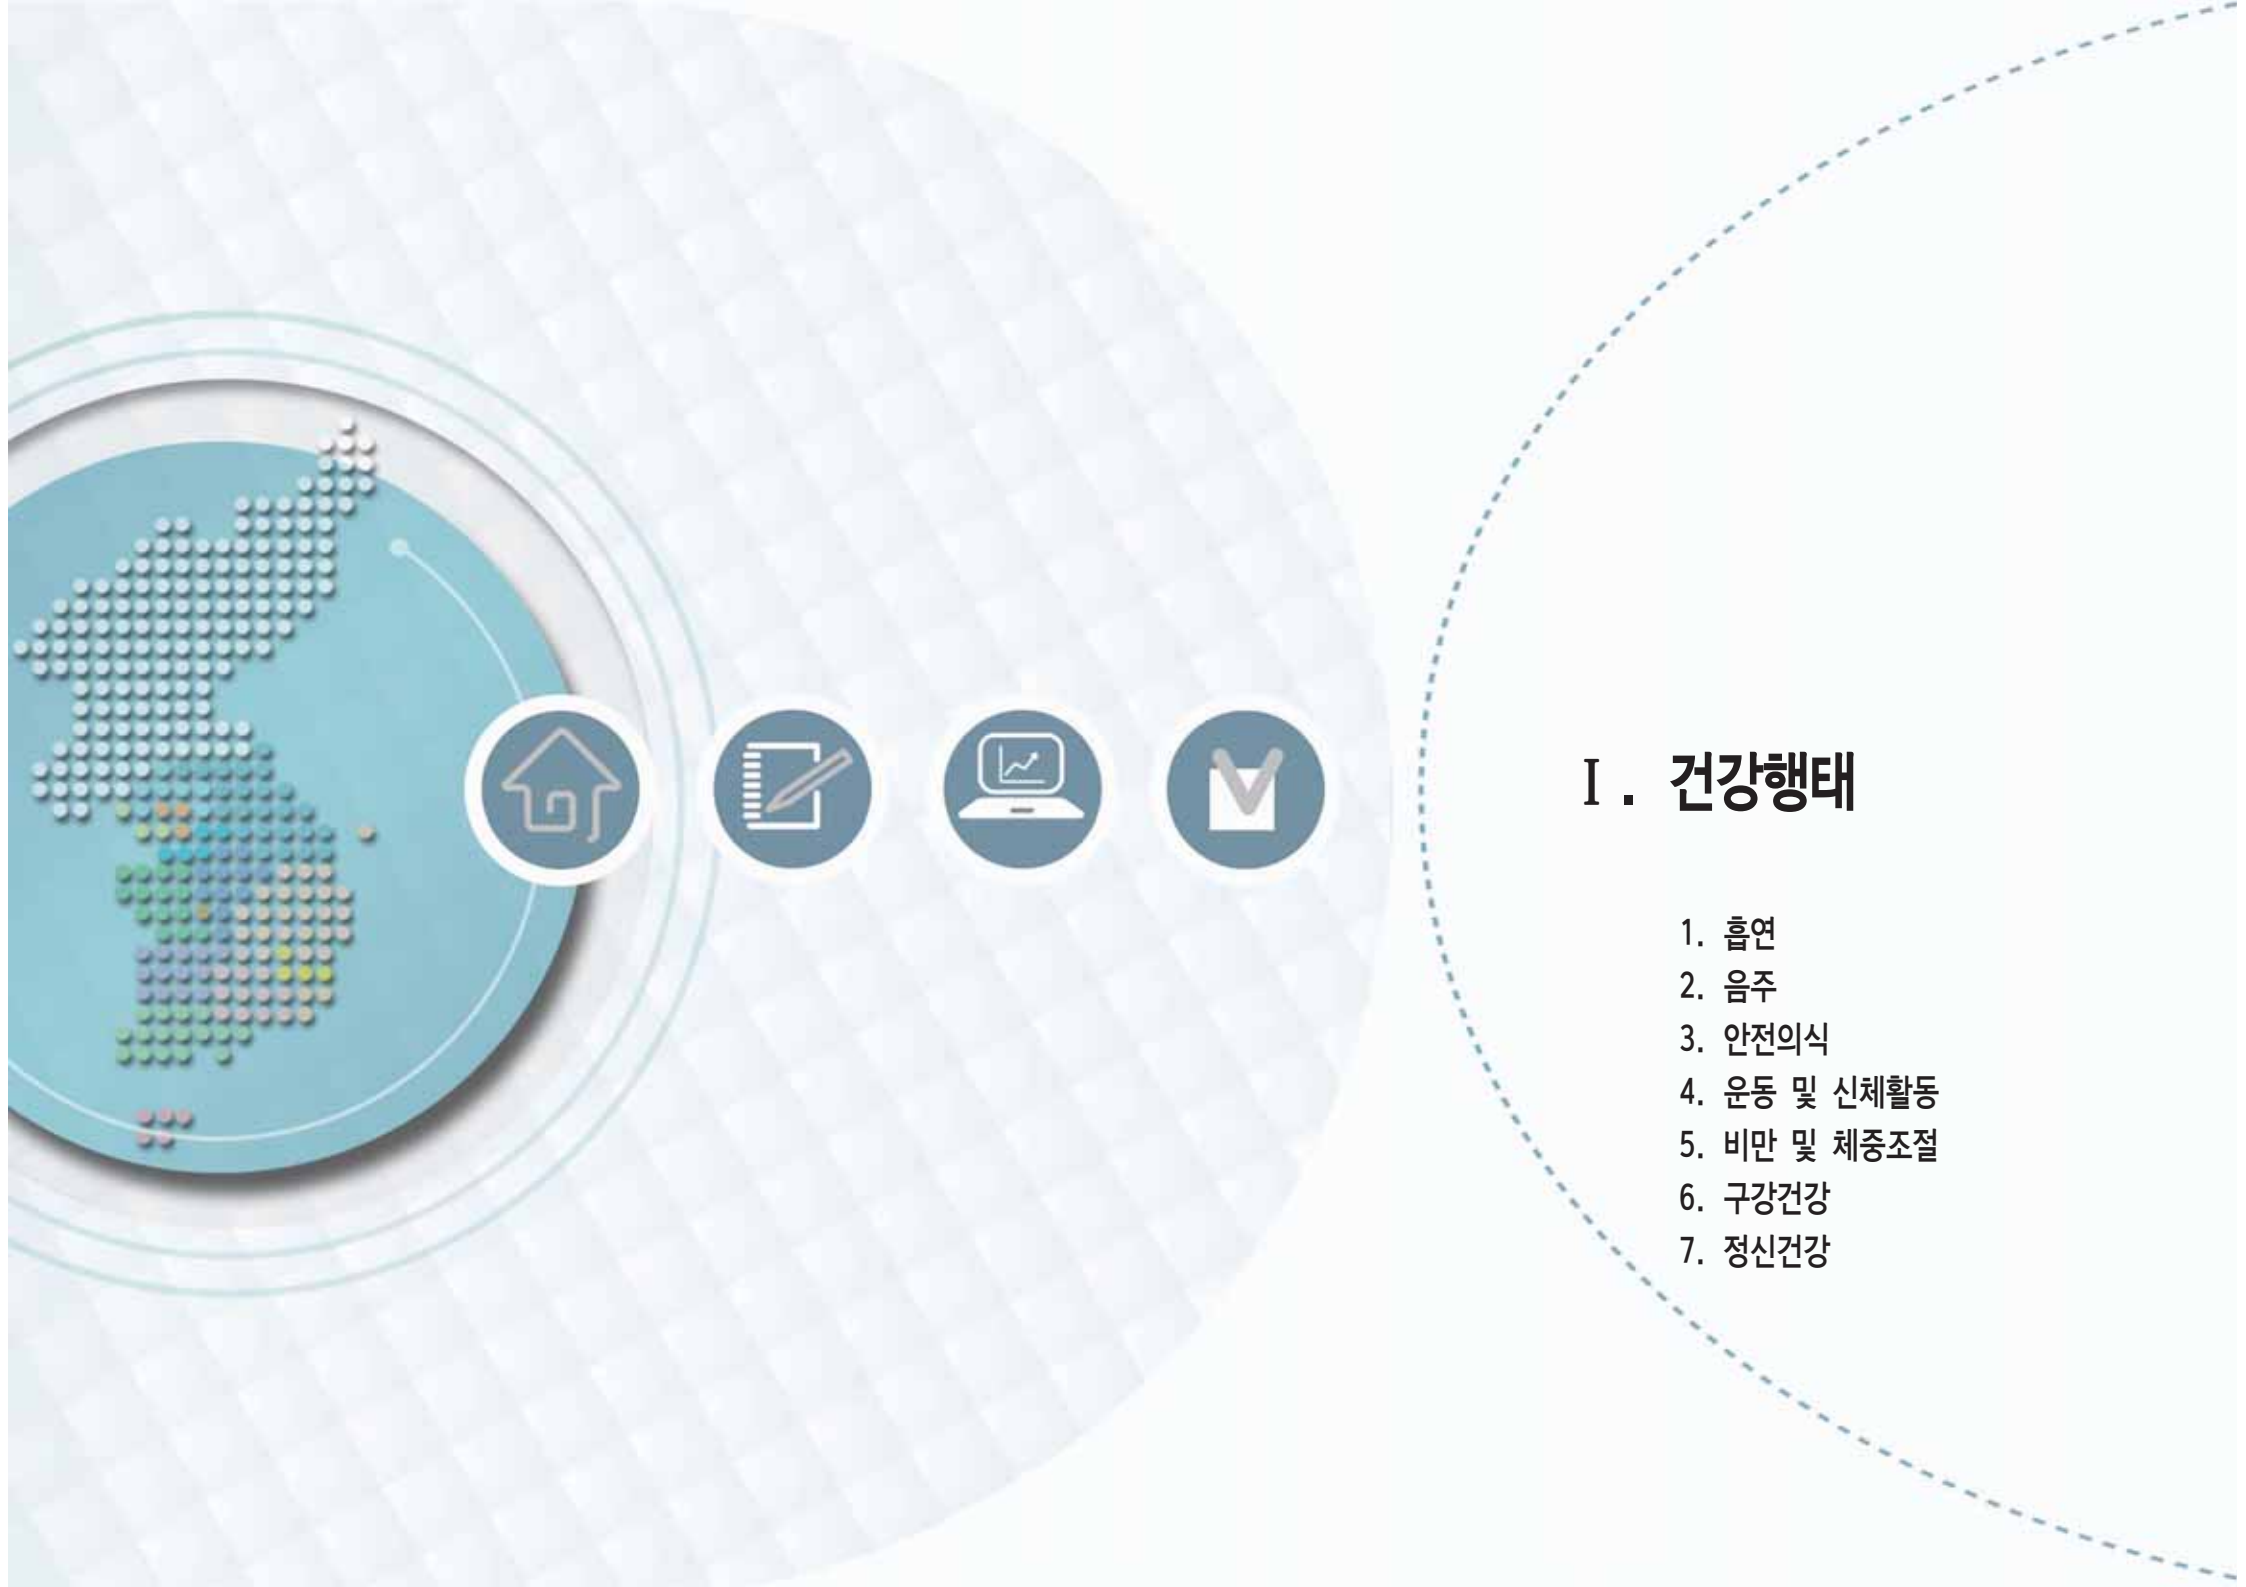 Ⅰ. 건강행태
1. 흡연
2. 음주
3. 안전의식
4. 운동 및 신체활동
5. 비만 및 체중조절
6. 구강건강
7. 정신건강